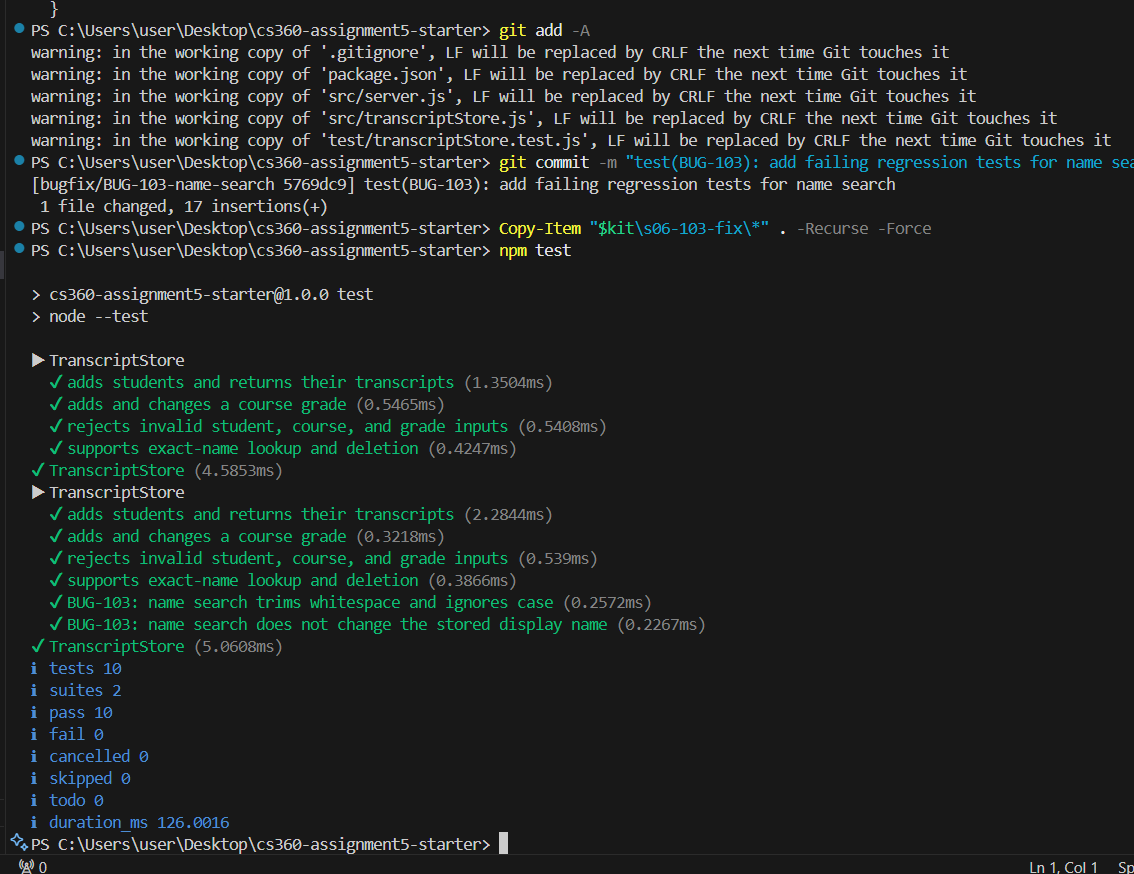 }
PS C:\Users\user\Desktop\cs360-assignment5-starter> git add -A
warning: in the working copy of '.gitignore', LF will be replaced by CRLF the next time Git touches it
warning: in the working copy of 'package.json', LF will be replaced by CRLF the next time Git touches it
warning: in the working copy of 'src/server.js', LF will be replaced by CRLF the next time Git touches it
warning: in the working copy of 'src/transcriptStore.js', LF will be replaced by CRLF the next time Git touches it
warning: in the working copy of 'test/transcriptStore.test.js', LF will be replaced by CRLF the next time Git touches it
PS C:\Users\user\Desktop\cs360-assignment5-starter> git commit -m "test(BUG-103): add failing regression tests for name sea
[bugfix/BUG-103-name-search 5769dc9] test(BUG-103): add failing regression tests for name search
1 file changed, 17 insertions(+)
PS C:\Users\user\Desktop\cs360-assignment5-starter> Copy-Item "$kit\s06-103-fix\*" . -Recurse -Force
PS C:\Users\user\Desktop\cs360-assignment5-starter> npm test
> cs360-assignment5-starter@1.0.0 test
> node --test
▶ TranscriptStore
✓ adds students and returns their transcripts (1.3504ms)
✓ adds and changes a course grade (0.5465ms)
✓ rejects invalid student, course, and grade inputs (0.5408ms)
✓ supports exact-name lookup and deletion (0.4247ms)
✓ TranscriptStore (4.5853ms)
▶ TranscriptStore
✓ adds students and returns their transcripts (2.2844ms)
✓ adds and changes a course grade (0.3218ms)
✓ rejects invalid student, course, and grade inputs (0.539ms)
✓ supports exact-name lookup and deletion (0.3866ms)
✓ BUG-103: name search trims whitespace and ignores case (0.2572ms)
✓ BUG-103: name search does not change the stored display name (0.2267ms)
✓ TranscriptStore (5.0608ms)
ℹ tests 10
ℹ suites 2
ℹ pass 10
ℹ fail 0
ℹ cancelled 0
ℹ skipped 0
ℹ todo 0
ℹ duration_ms 126.0016
PS C:\Users\user\Desktop\cs360-assignment5-starter>
0 Ln 1, Col 1 Sp